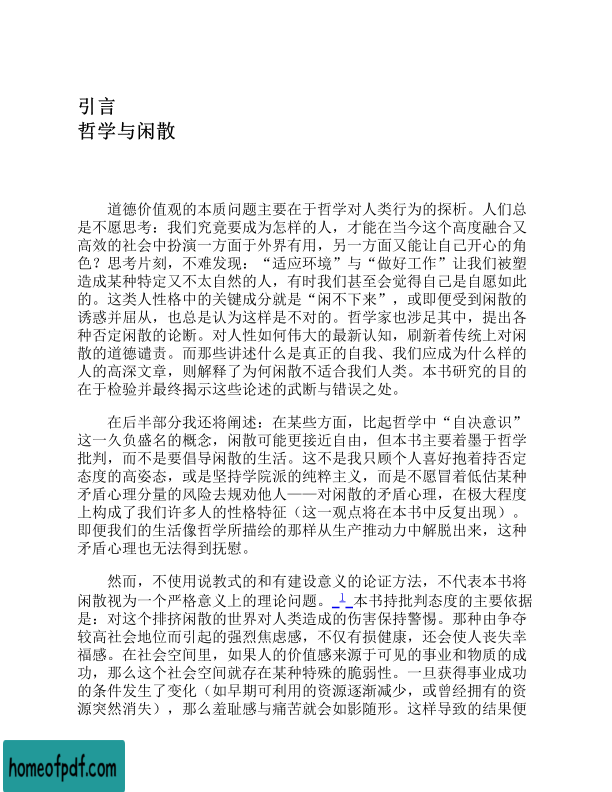 引言
哲学与闲散
道德价值观的本质问题主要在于哲学对人类行为的探析。人们总
是不愿思考：我们究竟要成为怎样的人，才能在当今这个高度融合又
高效的社会中扮演一方面于外界有用，另一方面又能让自己开心的角
色？思考片刻，不难发现：“适应环境”与“做好工作”让我们被塑
造成某种特定又不太自然的人，有时我们甚至会觉得自己是自愿如此
的。这类人性格中的关键成分就是“闲不下来”，或即便受到闲散的
诱惑并屈从，也总是认为这样是不对的。哲学家也涉足其中，提出各
种否定闲散的论断。对人性如何伟大的最新认知，刷新着传统上对闲
散的道德谴责。而那些讲述什么是真正的自我、我们应成为什么样的
人的高深文章，则解释了为何闲散不适合我们人类。本书研究的目的
在于检验并最终揭示这些论述的武断与错误之处。
在后半部分我还将阐述：在某些方面，比起哲学中“自决意识”
这一久负盛名的概念，闲散可能更接近自由，但本书主要着墨于哲学
批判，而不是要倡导闲散的生活。这不是我只顾个人喜好抱着持否定
态度的高姿态，或是坚持学院派的纯粹主义，而是不愿冒着低估某种
矛盾心理分量的风险去规劝他人——对闲散的矛盾心理，在极大程度
上构成了我们许多人的性格特征（这一观点将在本书中反复出现）。
即便我们的生活像哲学所描绘的那样从生产推动力中解脱出来，这种
矛盾心理也无法得到抚慰。
然而，不使用说教式的和有建设意义的论证方法，不代表本书将
闲散视为一个严格意义上的理论问题。1本书持批判态度的主要依据
是：对这个排挤闲散的世界对人类造成的伤害保持警惕。那种由争夺
较高社会地位而引起的强烈焦虑感，不仅有损健康，还会使人丧失幸
福感。在社会空间里，如果人的价值感来源于可见的事业和物质的成
功，那么这个社会空间就存在某种特殊的脆弱性。一旦获得事业成功
的条件发生了变化（如早期可利用的资源逐渐减少，或曾经拥有的资
源突然消失），那么羞耻感与痛苦就会如影随形。这样导致的结果便
homeofpdf.com